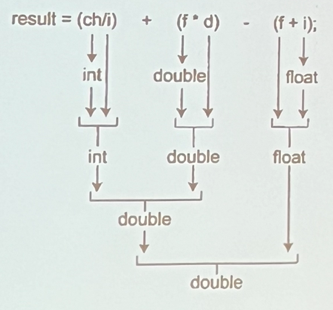 result = (ch/i) + (f * d) - (f + i);
int double float
int double float
double
double